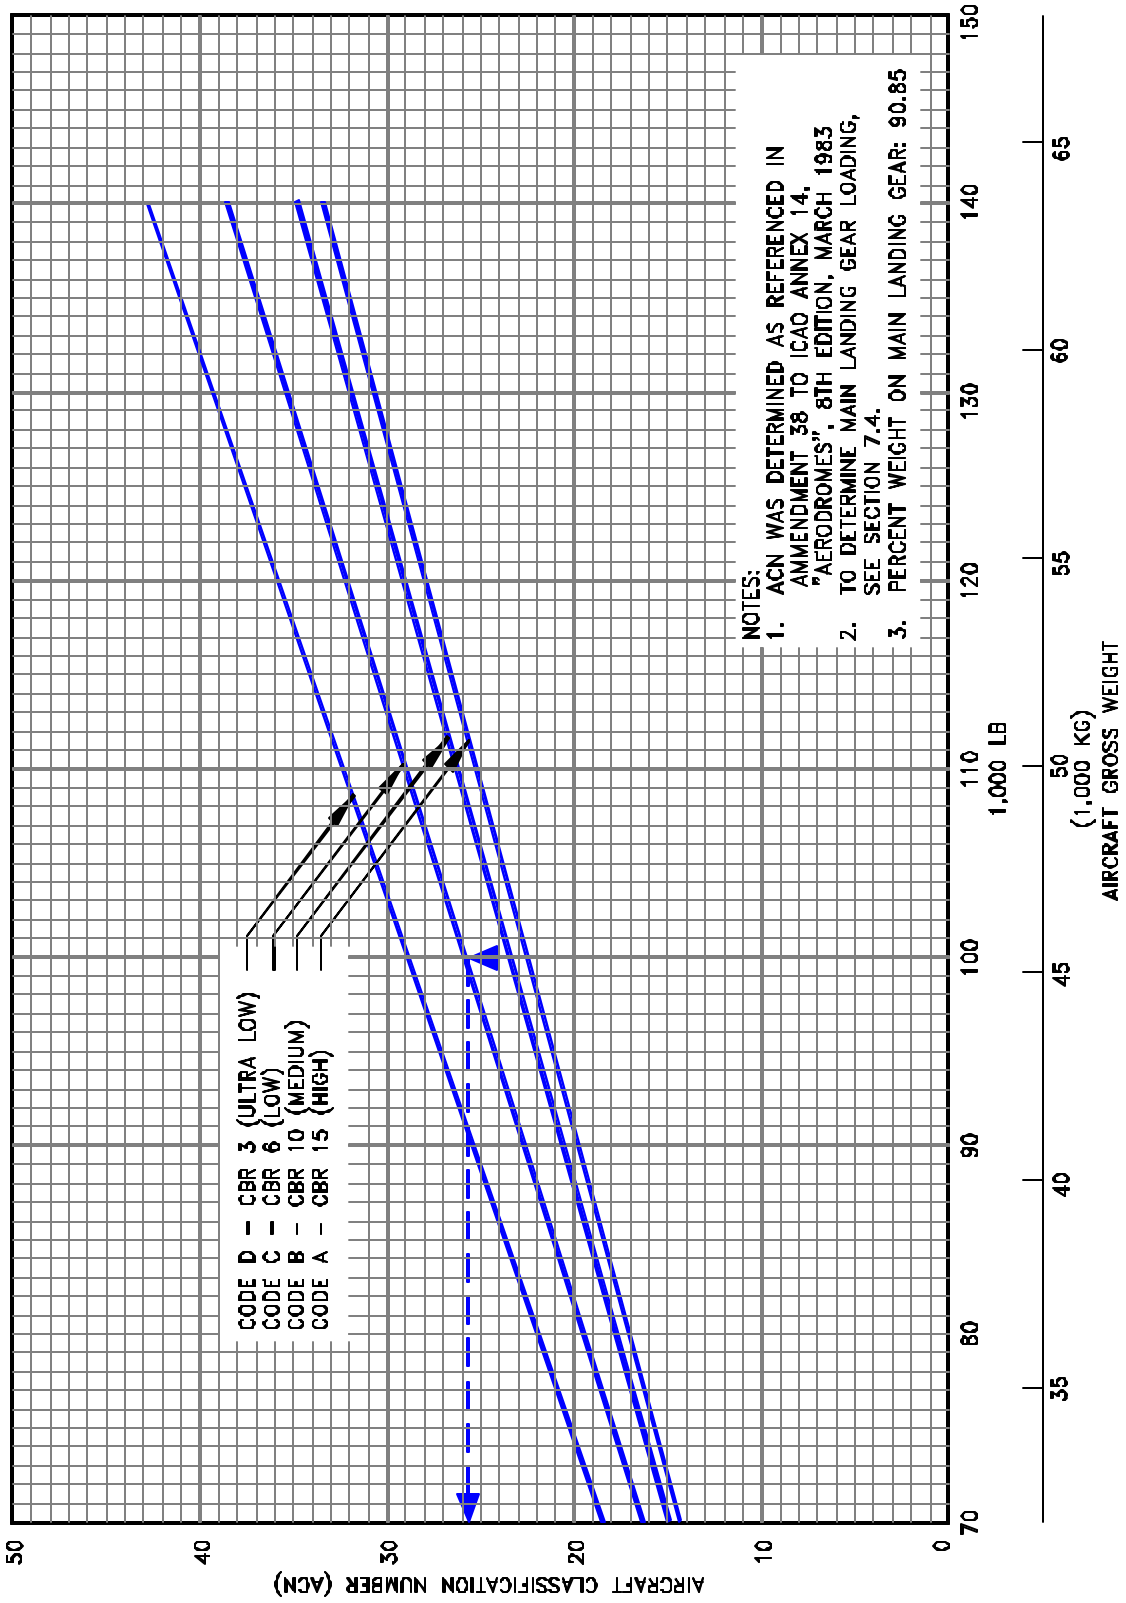 50
40
30
20
10
0
AIRCRAFT CLASSIFICATION NUMBER (ACN)
CODE D – CBR 3 (ULTRA LOW)
CODE C – CBR 6 (LOW)
CODE B – CBR 10 (MEDIUM)
CODE A – CBR 15 (HIGH)
NOTES:
1. ACN WAS DETERMINED AS REFERENCED IN
AMMENDMENT 38 TO ICAO ANNEX 14,
"AERODROMES", 8TH EDITION, MARCH 1983
2. TO DETERMINE MAIN LANDING GEAR LOADING,
SEE SECTION 7.4.
3. PERCENT WEIGHT ON MAIN LANDING GEAR: 90.85
70 80 90 100 110 120 130 140 150
1,000 LB
35 40 45 50 55 60 65
(1,000 KG)
AIRCRAFT GROSS WEIGHT